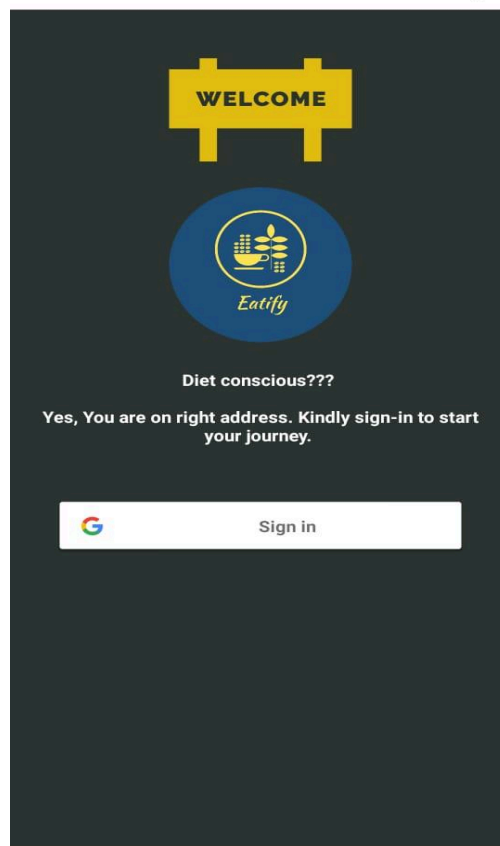 WELCOME
Eatify
Diet conscious???
Yes, You are on right address. Kindly sign-in to start
your journey.
Sign in